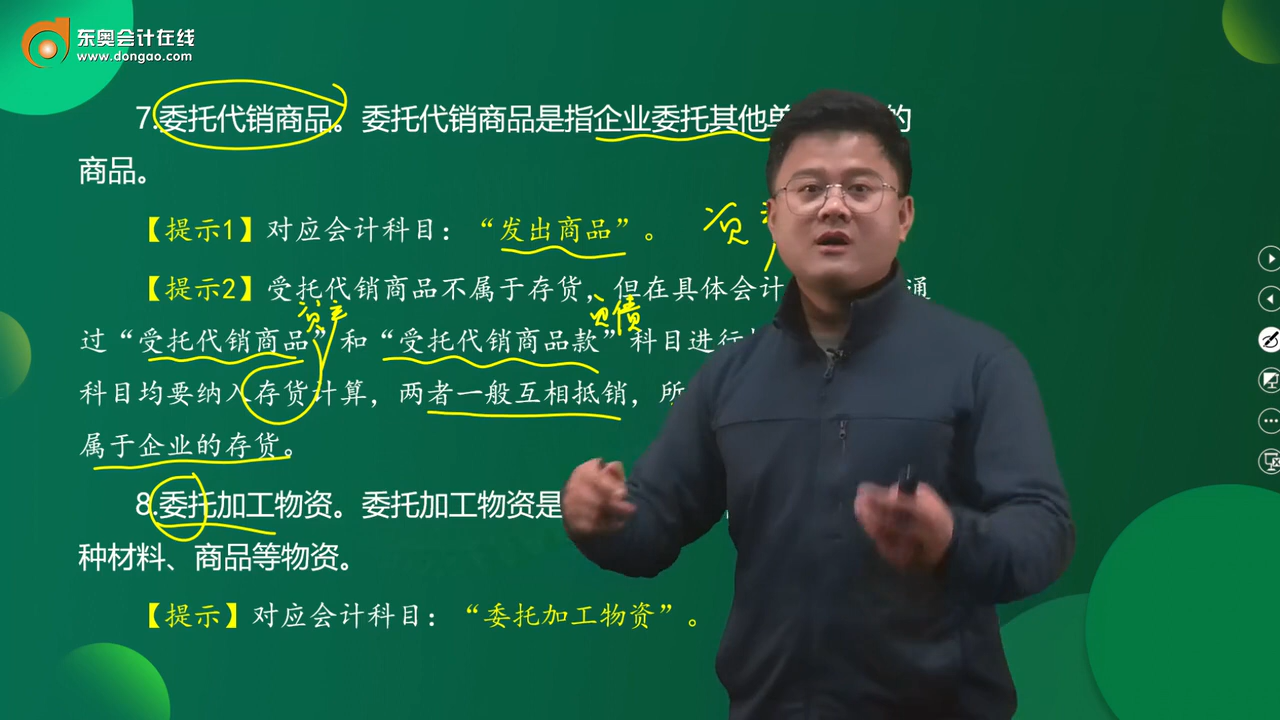 东奥会计在线
www.dongao.com
7.委托代销商品。委托代销商品是指企业委托其他单 的
商品。
【提示1】对应会计科目：“发出商品”。 资
【提示2】受托代销商品不属于存货，但在具体会计 通
资产 负债
过“受托代销商品”和“受托代销商品款”科目进行
科目均要纳入存货计算，两者一般互相抵销，所
属于企业的存货。
8.委托加工物资。委托加工物资是
种材料、商品等物资。
【提示】对应会计科目：“委托加工物资”。